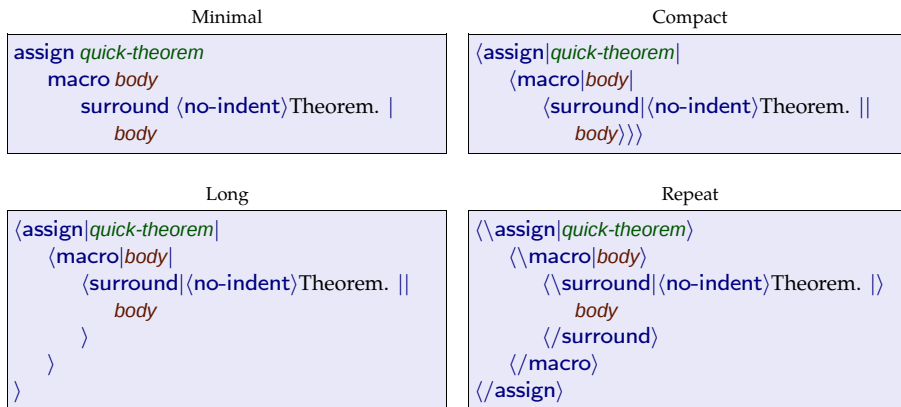 Minimal
assign quick-theorem
macro body
surround ⟨no-indent⟩Theorem. |
body
Compact
⟨assign|quick-theorem|
⟨macro|body|
⟨surround|⟨no-indent⟩Theorem. ||
body⟩⟩⟩
Long
⟨assign|quick-theorem|
⟨macro|body|
⟨surround|⟨no-indent⟩Theorem. ||
body
⟩
⟩
⟩
Repeat
⟨\assign|quick-theorem⟩
⟨\macro|body⟩
⟨\surround|⟨no-indent⟩Theorem. |⟩
body
⟨/surround⟩
⟨/macro⟩
⟨/assign⟩